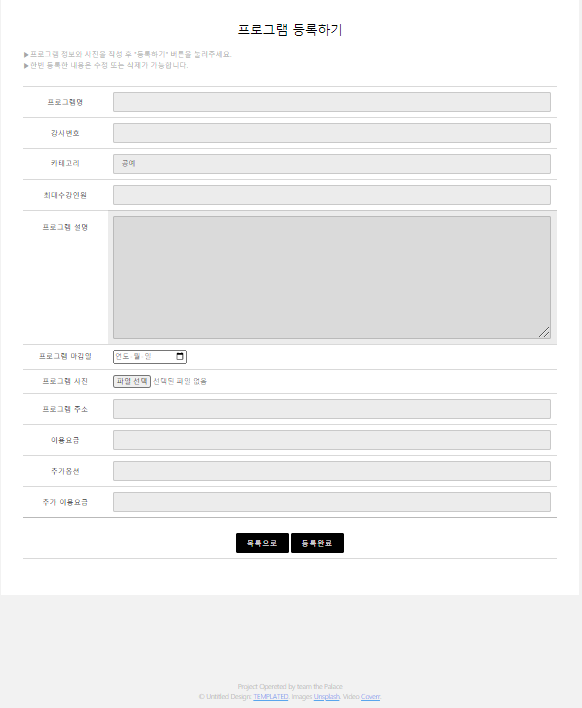 프로그램 등록하기
▶프로그램 정보와 사진을 작성 후 "등록하기" 버튼을 눌러주세요.
▶한번 등록한 내용은 수정 또는 삭제가 가능합니다.
프로그램명
강사번호
카테고리 공예
최대수강인원
프로그램 설명
프로그램 마감일 연도-월-일
프로그램 사진 파일 선택 선택된 파일 없음
프로그램 주소
이용요금
추가옵션
추가 이용요금
목록으로 등록완료
Project Operated by team the Palace
© Untitled Design: TEMPLATED. Images Unsplash. Video Coverr.